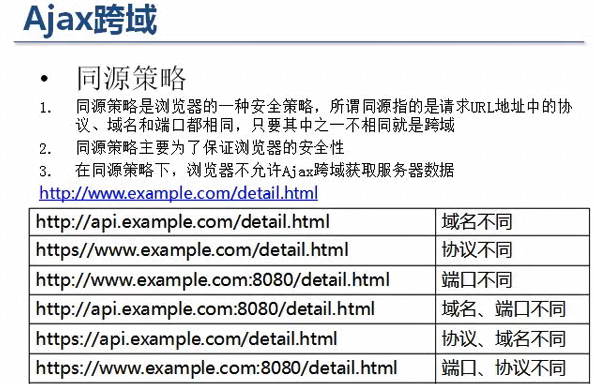 Ajax跨域
• 同源策略
1. 同源策略是浏览器的一种安全策略，所谓同源指的是请求URL地址中的协
议、域名和端口都相同，只要其中之一不相同就是跨域
2. 同源策略主要为了保证浏览器的安全性
3. 在同源策略下，浏览器不允许Ajax跨域获取服务器数据
http://www.example.com/detail.html
http://api.example.com/detail.html 域名不同
https//www.example.com/detail.html 协议不同
http://www.example.com:8080/detail.html 端口不同
http://api.example.com:8080/detail.html 域名、端口不同
https://api.example.com/detail.html 协议、域名不同
https://www.example.com:8080/detail.html 端口、协议不同